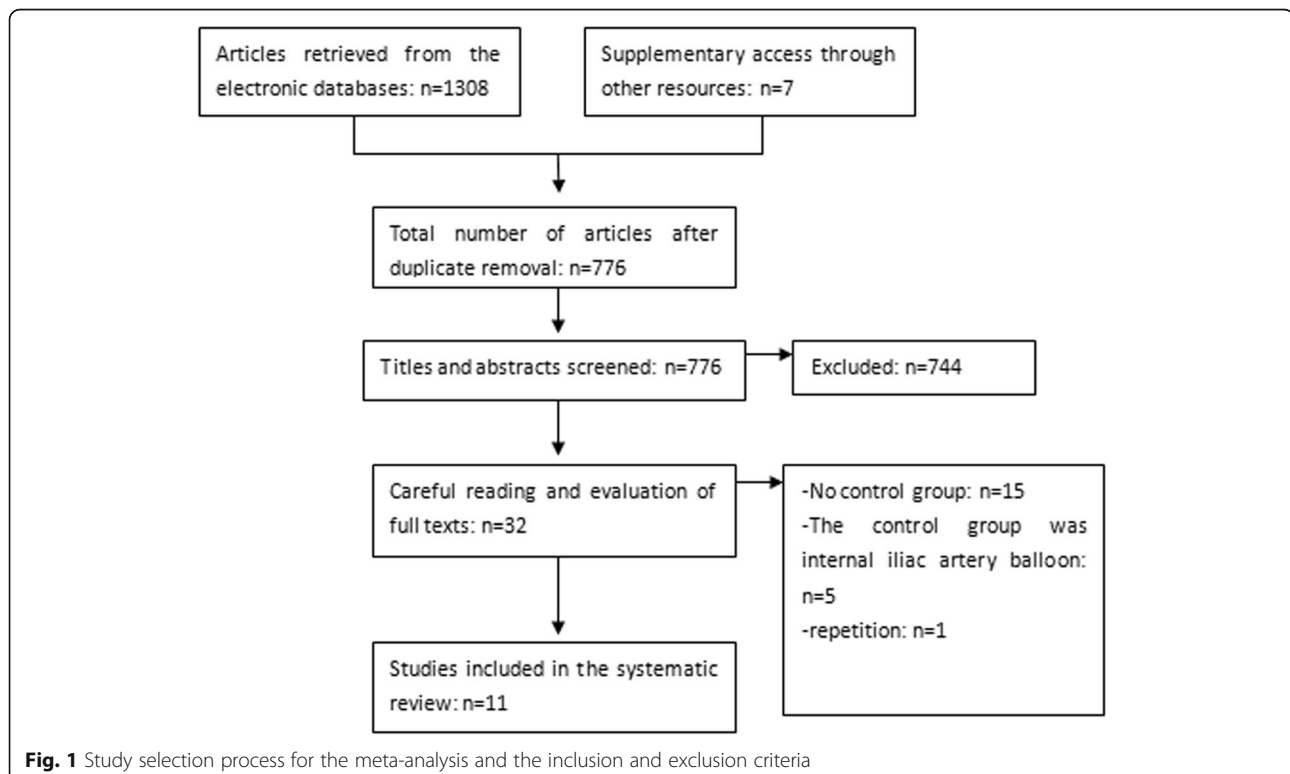 Articles retrieved from the
electronic databases: n=1308
Supplementary access through
other resources: n=7
Total number of articles after
duplicate removal: n=776
Titles and abstracts screened: n=776
Excluded: n=744
Careful reading and evaluation of
full texts: n=32
-No control group: n=15
-The control group was
internal iliac artery balloon:
n=5
-repetition: n=1
Studies included in the systematic
review: n=11
Fig. 1 Study selection process for the meta-analysis and the inclusion and exclusion criteria